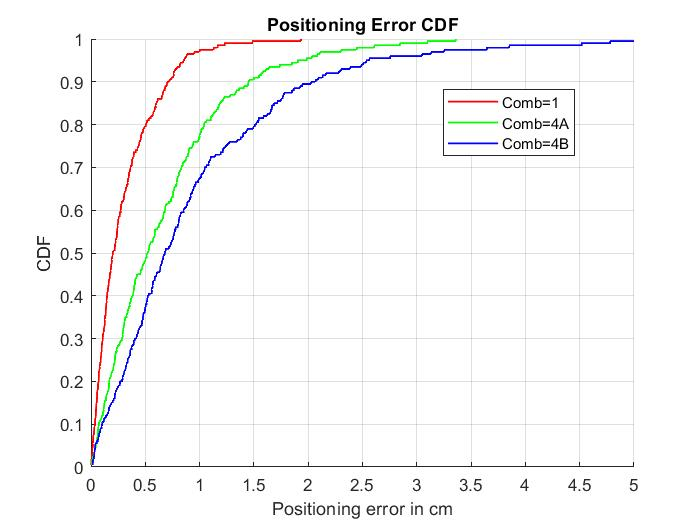 Positioning Error CDF
1
0.9
0.8
0.7
0.6
0.5
0.4
0.3
0.2
0.1
0
CDF
Comb=1
Comb=4A
Comb=4B
0 0.5 1 1.5 2 2.5 3 3.5 4 4.5 5
Positioning error in cm